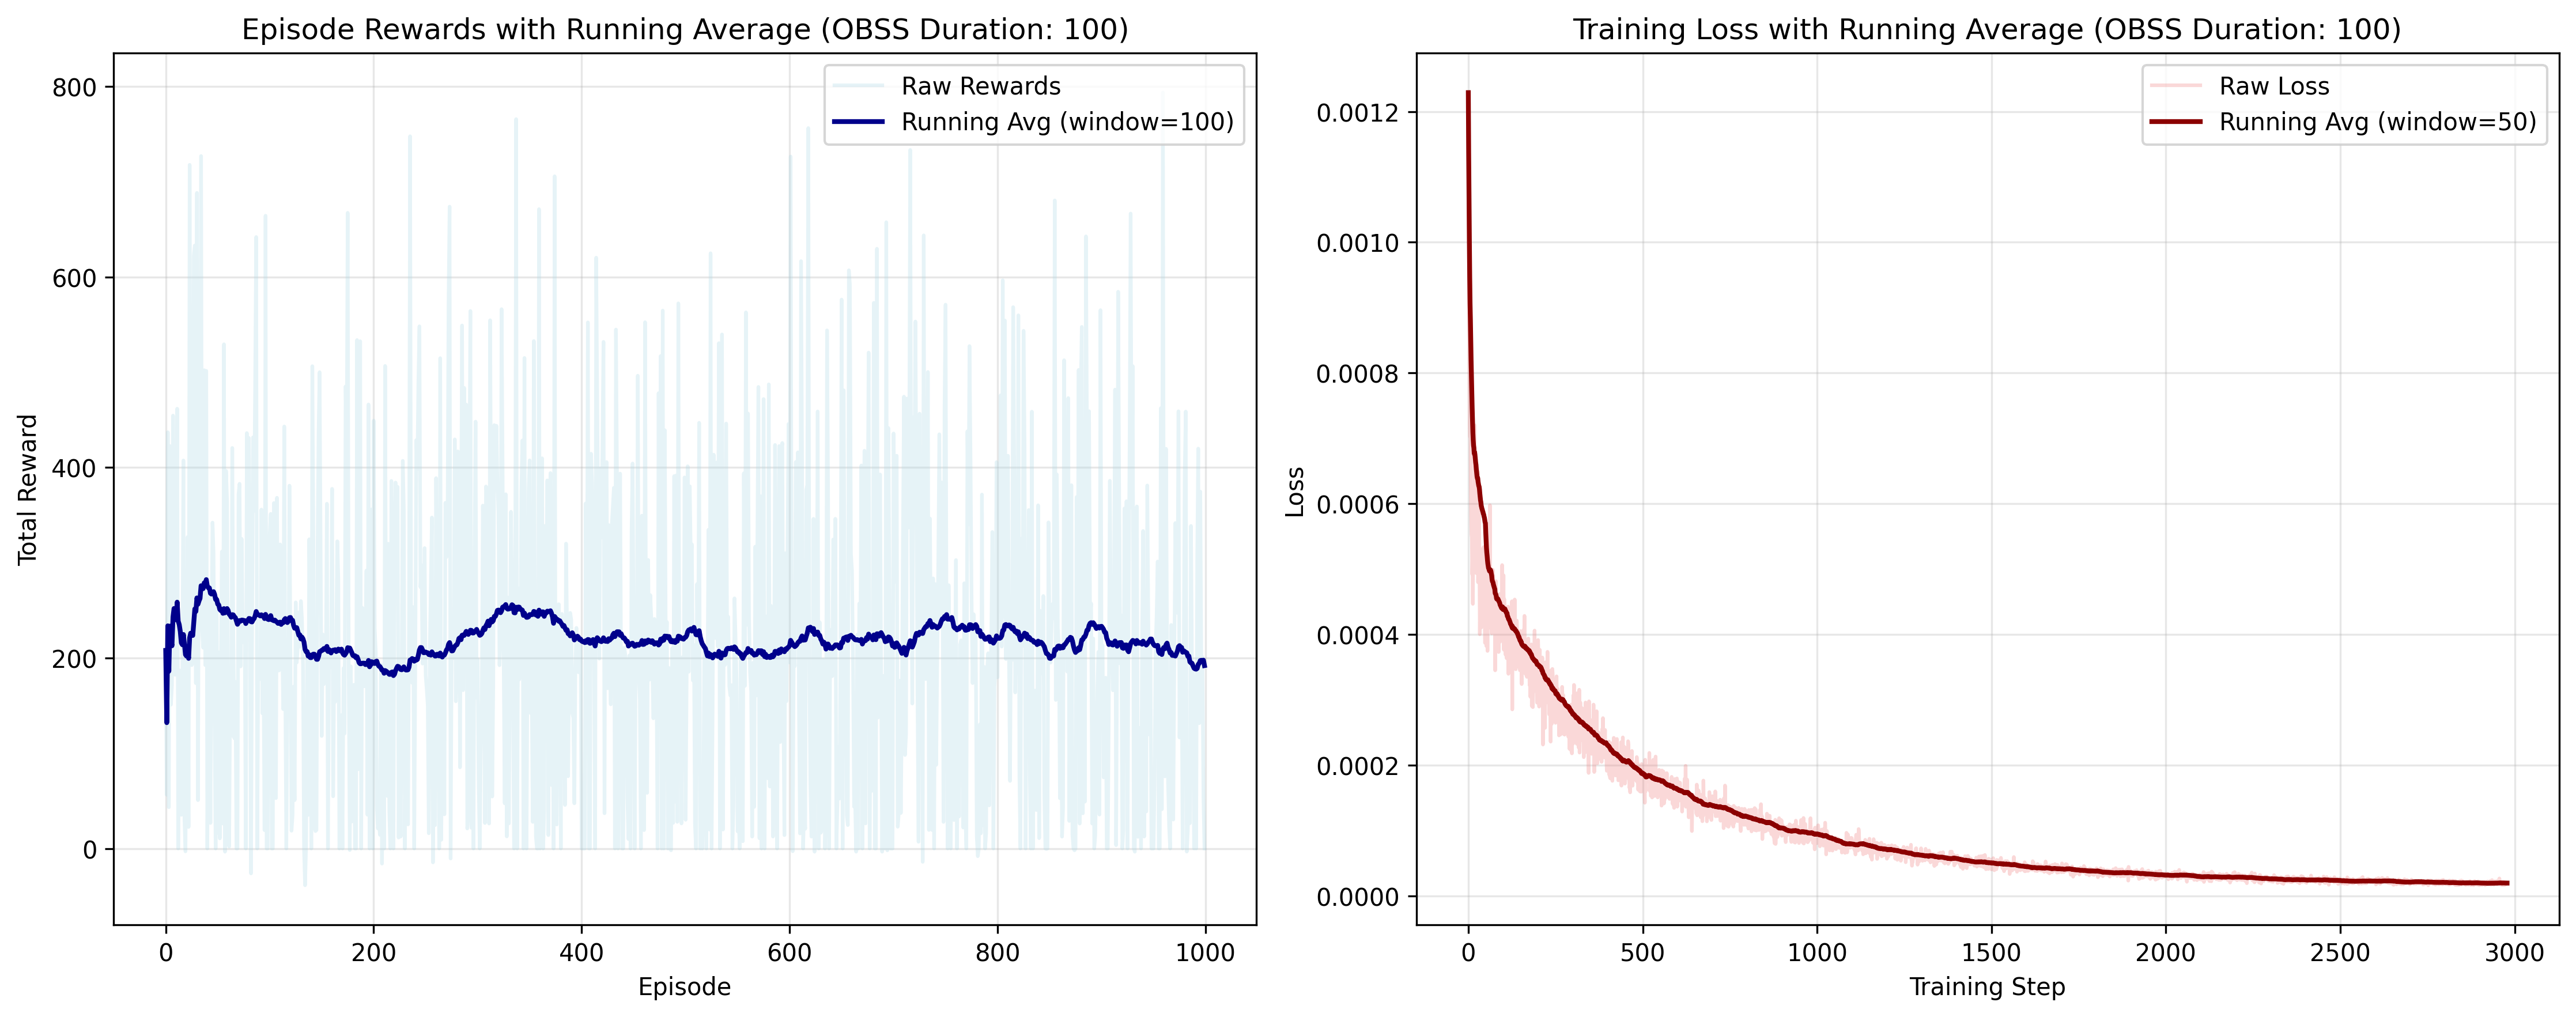 Episode Rewards with Running Average (OBSS Duration: 100)
Raw Rewards
Running Avg (window=100)
800
600
400
200
0
Total Reward
0
200
400
600
800
1000
Episode
Training Loss with Running Average (OBSS Duration: 100)
Raw Loss
Running Avg (window=50)
0.0012
0.0010
0.0008
0.0006
0.0004
0.0002
0.0000
Loss
0
500
1000
1500
2000
2500
3000
Training Step